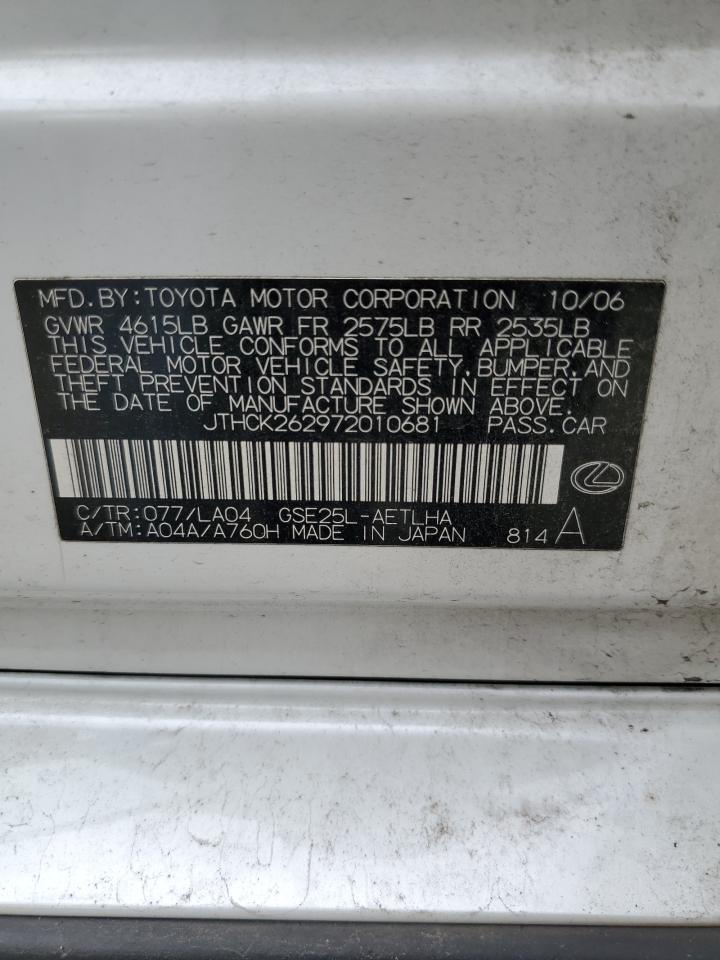 MFD.BY:TOYOTA MOTOR CORPORATION 10/06
GVWR 4615LB GAWR FR 2575LB RR 2535LB
THIS VEHICLE CONFORMS TO ALL APPLICABLE
FEDERAL MOTOR VEHICLE SAFETY,BUMPER,AND
THEFT PREVENTION STANDARDS IN EFFECT ON
THE DATE OF MANUFACTURE SHOWN ABOVE.
JTHCK262972010681 PASS.CAR
C/TR:077/LA04 GSE25L-AETLHA
A/TM:A04A/A760H MADE IN JAPAN 814 A